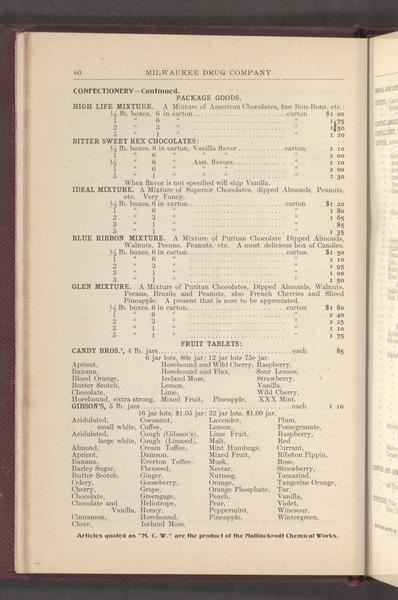 60 MILWAUKEE DRUG COMPANY
CONFECTIONERY—Continued.
PACKAGE GOODS.
HIGH LIFE MIXTURE. A Mixture of American Chocolates, fine Bon-Bons, etc.:
½ lb. boxes, 6 in carton carton $1 00
1 " 6 " " 1 75
2 " 3 " " 1 50
5 " 1 " " 1 20
BITTER SWEET REX CHOCOLATES:
½ lb. boxes, 6 in carton, Vanilla flavor carton 1 10
1 " 6 " " 2 00
½ " 6 " Asst. flavors " 1 10
1 " 6 " " 2 00
5 " 1 " " 1 30
When flavor is not specified will ship Vanilla.
IDEAL MIXTURE. A Mixture of Superior Chocolates, dipped Almonds, Peanuts,
etc. Very Fancy.
½ lb. boxes, 6 in carton " $1 20
1 " 6 " " 1 80
2 " 3 " " 1 65
3 " 1 " " 85
5 " 1 " " 1 35
BLUE RIBBON MIXTURE. A Mixture of Puritan Chocolate Dipped Almonds,
Walnuts, Pecans, Peanuts, etc. A most delicious box of Candies.
½ lb. boxes, 6 in carton " $1 50
1 " 6 " " 2 10
2 " 3 " " 1 95
3 " 1 " " 1 00
5 " 1 " " 1 50
GLEN MIXTURE. A Mixture of Puritan Chocolates, Dipped Almonds, Walnuts,
Pecans, Brazils and Peanuts, also French Cherries and Sliced
Pineapple. A present that is sure to be appreciated.
½ lb. boxes, 6 in carton " $1 80
1 " 6 " " 2 40
2 " 3 " " 2 25
3 " 1 " " 1 10
5 " 1 " " 1 75
FRUIT TABLETS:
CANDY BROS.', 4 lb. jars each 85
6 jar lots, 80c jar; 12 jar lots 75c jar.
Apricot, Horehound and Wild Cherry, Raspberry,
Banana, Horehound and Flax, Sour Lemon,
Blood Orange, Iceland Moss, Strawberry,
Butter Scotch, Lemon, Vanilla,
Chocolate, Lime, Wild Cherry,
Horehound, extra strong, Mixed Fruit, Pineapple, XXX Mint.
GIBSON'S, 5 lb. jars each 1 10
16 jar lots, $1.05 jar; 32 jar lots, $1.00 jar.
Acidulated, Cocoanut, Lavender, Plum,
small white, Coffee, Lemon, Pomegranate,
Acidulated, Cough (Gibson's), Lime Fruit, Raspberry,
large white, Cough (Linseed), Malt, Red
Almond, Cream Toffee, Mint Humbugs, Currant,
Apricot, Damson, Mixed Fruit, Ribston Pippin,
Banana, Everton Toffee, Musk, Rose,
Barley Sugar, Flaxseed, Nectar, Strawberry,
Butter Scotch, Ginger, Nutmeg, Tamarind,
Celery, Gooseberry, Orange, Tangerine Orange,
Cherry, Grape, Orange Phosphate, Tar,
Chocolate, Greengage, Peach, Vanilla,
Chocolate and Heliotrope, Pear, Violet,
Vanilla, Honey, Peppermint, Winesour,
Cinnamon, Horehound, Pineapple, Wintergreen.
Clove, Iceland Moss,
Articles quoted as "M. C. W." are the product of the Mallinckrodt Chemical Works.